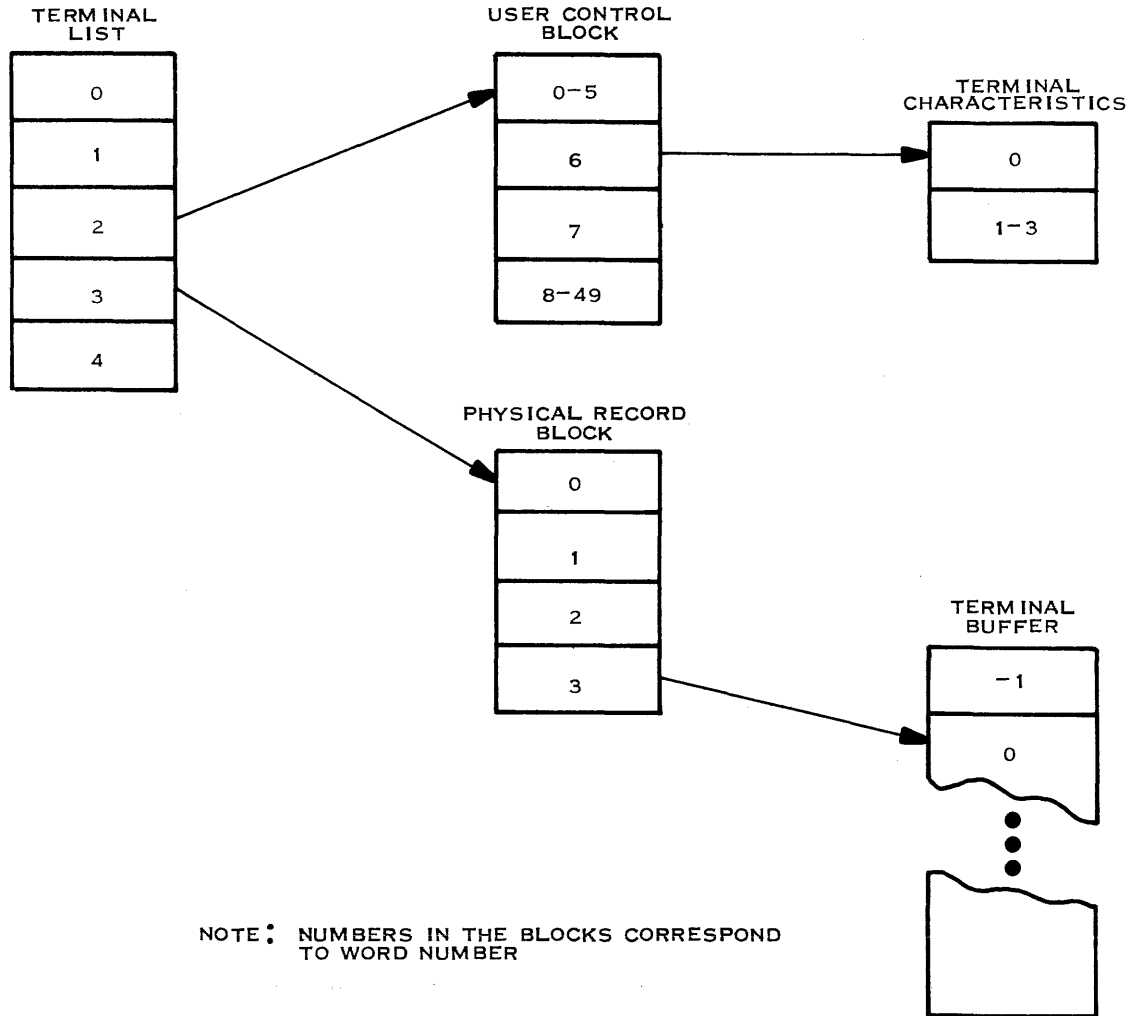 TERMINAL
LIST
0
1
2
3
4
USER CONTROL
BLOCK
0-5
6
7
8-49
TERMINAL
CHARACTERISTICS
0
1-3
PHYSICAL RECORD
BLOCK
0
1
2
3
TERMINAL
BUFFER
-1
0
NOTE: NUMBERS IN THE BLOCKS CORRESPOND
TO WORD NUMBER